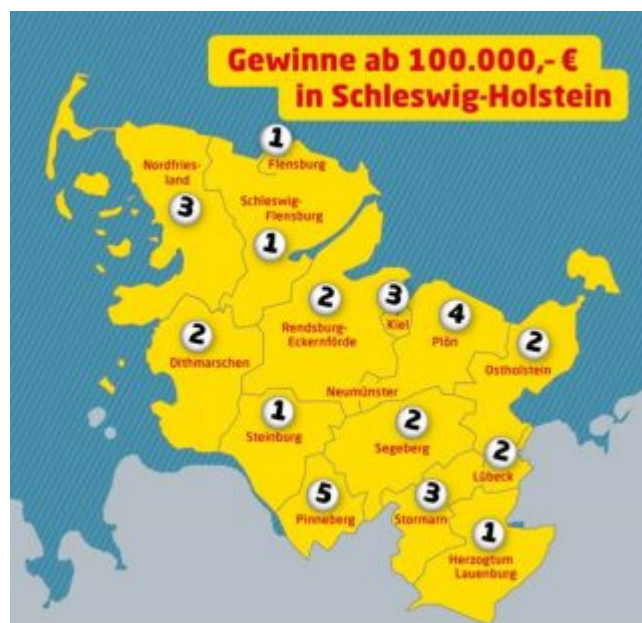 Gewinne ab 100.000,- €
in Schleswig-Holstein
1
Flensburg
Nordfries-
land
3
Schleswig-
Flensburg
1
2
Rendsburg-
Eckernförde
3
Kiel
4
Plön
2
Ostholstein
2
Dithmarschen
Neumünster
1
Steinburg
2
Segeberg
2
Lübeck
5
Pinneberg
3
Stormarn
1
Herzogtum
Lauenburg